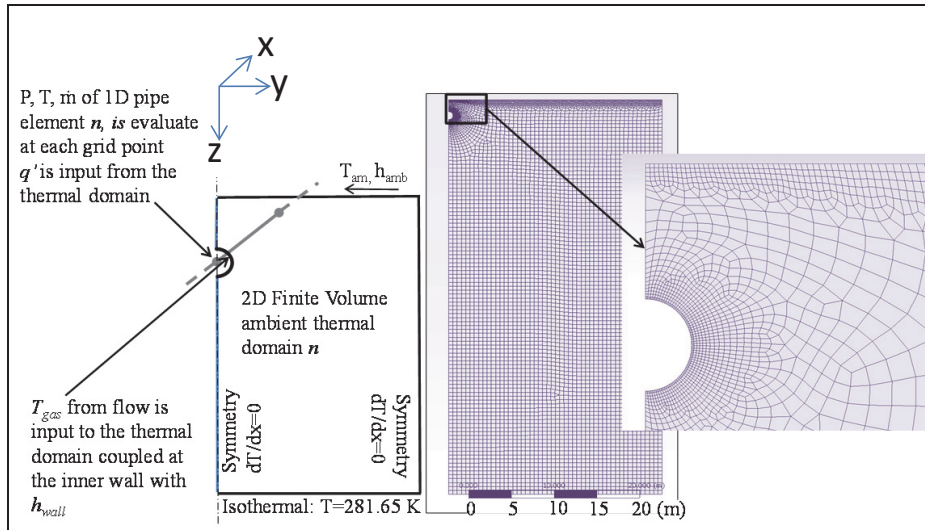 x
y
z
P, T, ṁ of 1D pipe
element n, is evaluate
at each grid point
q' is input from the
thermal domain
Tam, hamb
2D Finite Volume
ambient thermal
domain n
Symmetry
dT/dx=0
Symmetry
dT/dx=0
Tgas from flow is
input to the thermal
domain coupled at
the inner wall with
hwall
Isothermal: T=281.65 K
0 5 10 15 20 (m)